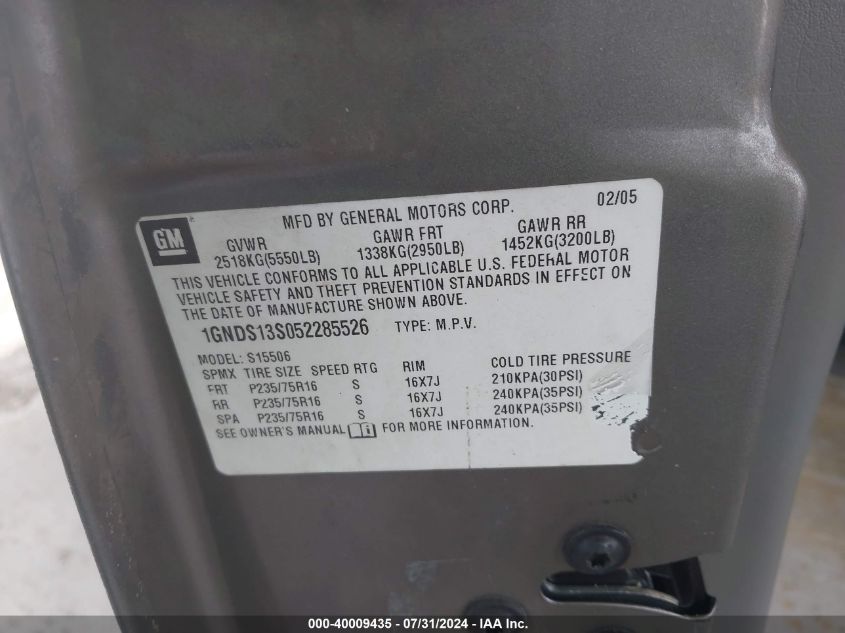 GM
MFD BY GENERAL MOTORS CORP. 02/05
GVWR GAWR FRT GAWR RR
2518KG(5550LB) 1338KG(2950LB) 1452KG(3200LB)
THIS VEHICLE CONFORMS TO ALL APPLICABLE U.S. FEDERAL MOTOR
VEHICLE SAFETY AND THEFT PREVENTION STANDARDS IN EFFECT ON
THE DATE OF MANUFACTURE SHOWN ABOVE.
1GNDS13S052285526 TYPE: M.P.V.
MODEL: S15506
SPMX TIRE SIZE SPEED RTG RIM COLD TIRE PRESSURE
FRT P235/75R16 S 16X7J 210KPA(30PSI)
RR P235/75R16 S 16X7J 240KPA(35PSI)
SPA P235/75R16 S 16X7J 240KPA(35PSI)
SEE OWNER'S MANUAL FOR MORE INFORMATION.
000-40009435 - 07/31/2024 - IAA Inc.